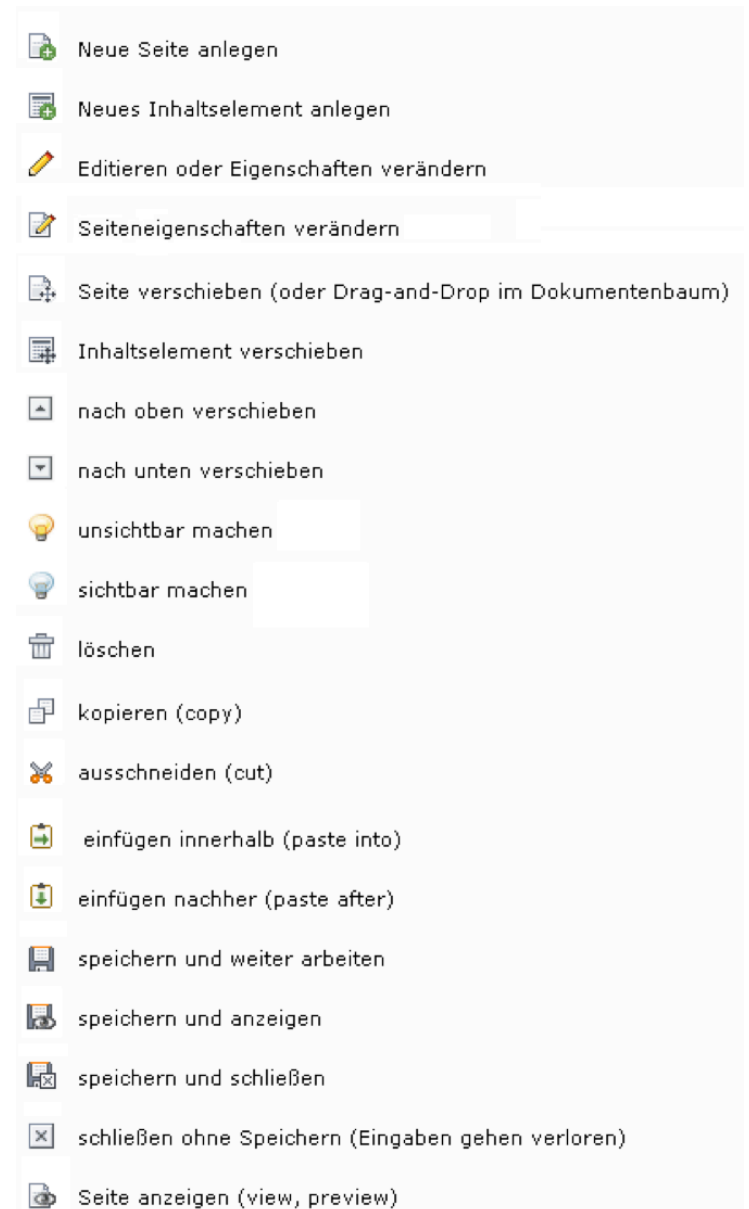 Neue Seite anlegen
Neues Inhaltselement anlegen
Editieren oder Eigenschaften verändern
Seiteneigenschaften verändern
Seite verschieben (oder Drag-and-Drop im Dokumentenbaum)
Inhaltselement verschieben
nach oben verschieben
nach unten verschieben
unsichtbar machen
sichtbar machen
löschen
kopieren (copy)
ausschneiden (cut)
einfügen innerhalb (paste into)
einfügen nachher (paste after)
speichern und weiter arbeiten
speichern und anzeigen
speichern und schließen
schließen ohne Speichern (Eingaben gehen verloren)
Seite anzeigen (view, preview)